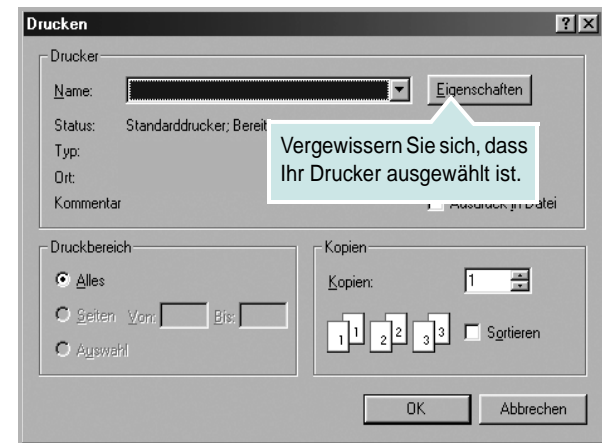 Drucken
Drucker
Name:
Eigenschaften
Status: Standarddrucker; Bereit
Typ:
Vergewissern Sie sich, dass
Ihr Drucker ausgewählt ist.
Ort:
Kommentar
Ausdruck in Datei
Druckbereich
Alles
Seiten Von: Bis:
Auswahl
Kopien
Kopien: 1
1 1 2 2 3 3
Sortieren
OK Abbrechen